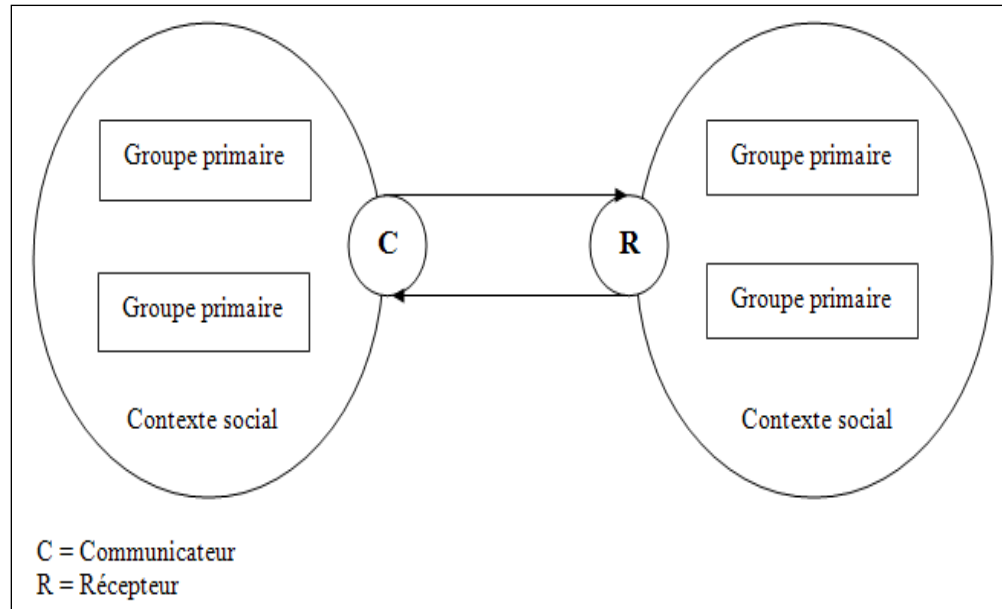 Groupe primaire
Groupe primaire
C
R
Groupe primaire
Groupe primaire
Contexte social
Contexte social
C = Communicateur
R = Récepteur